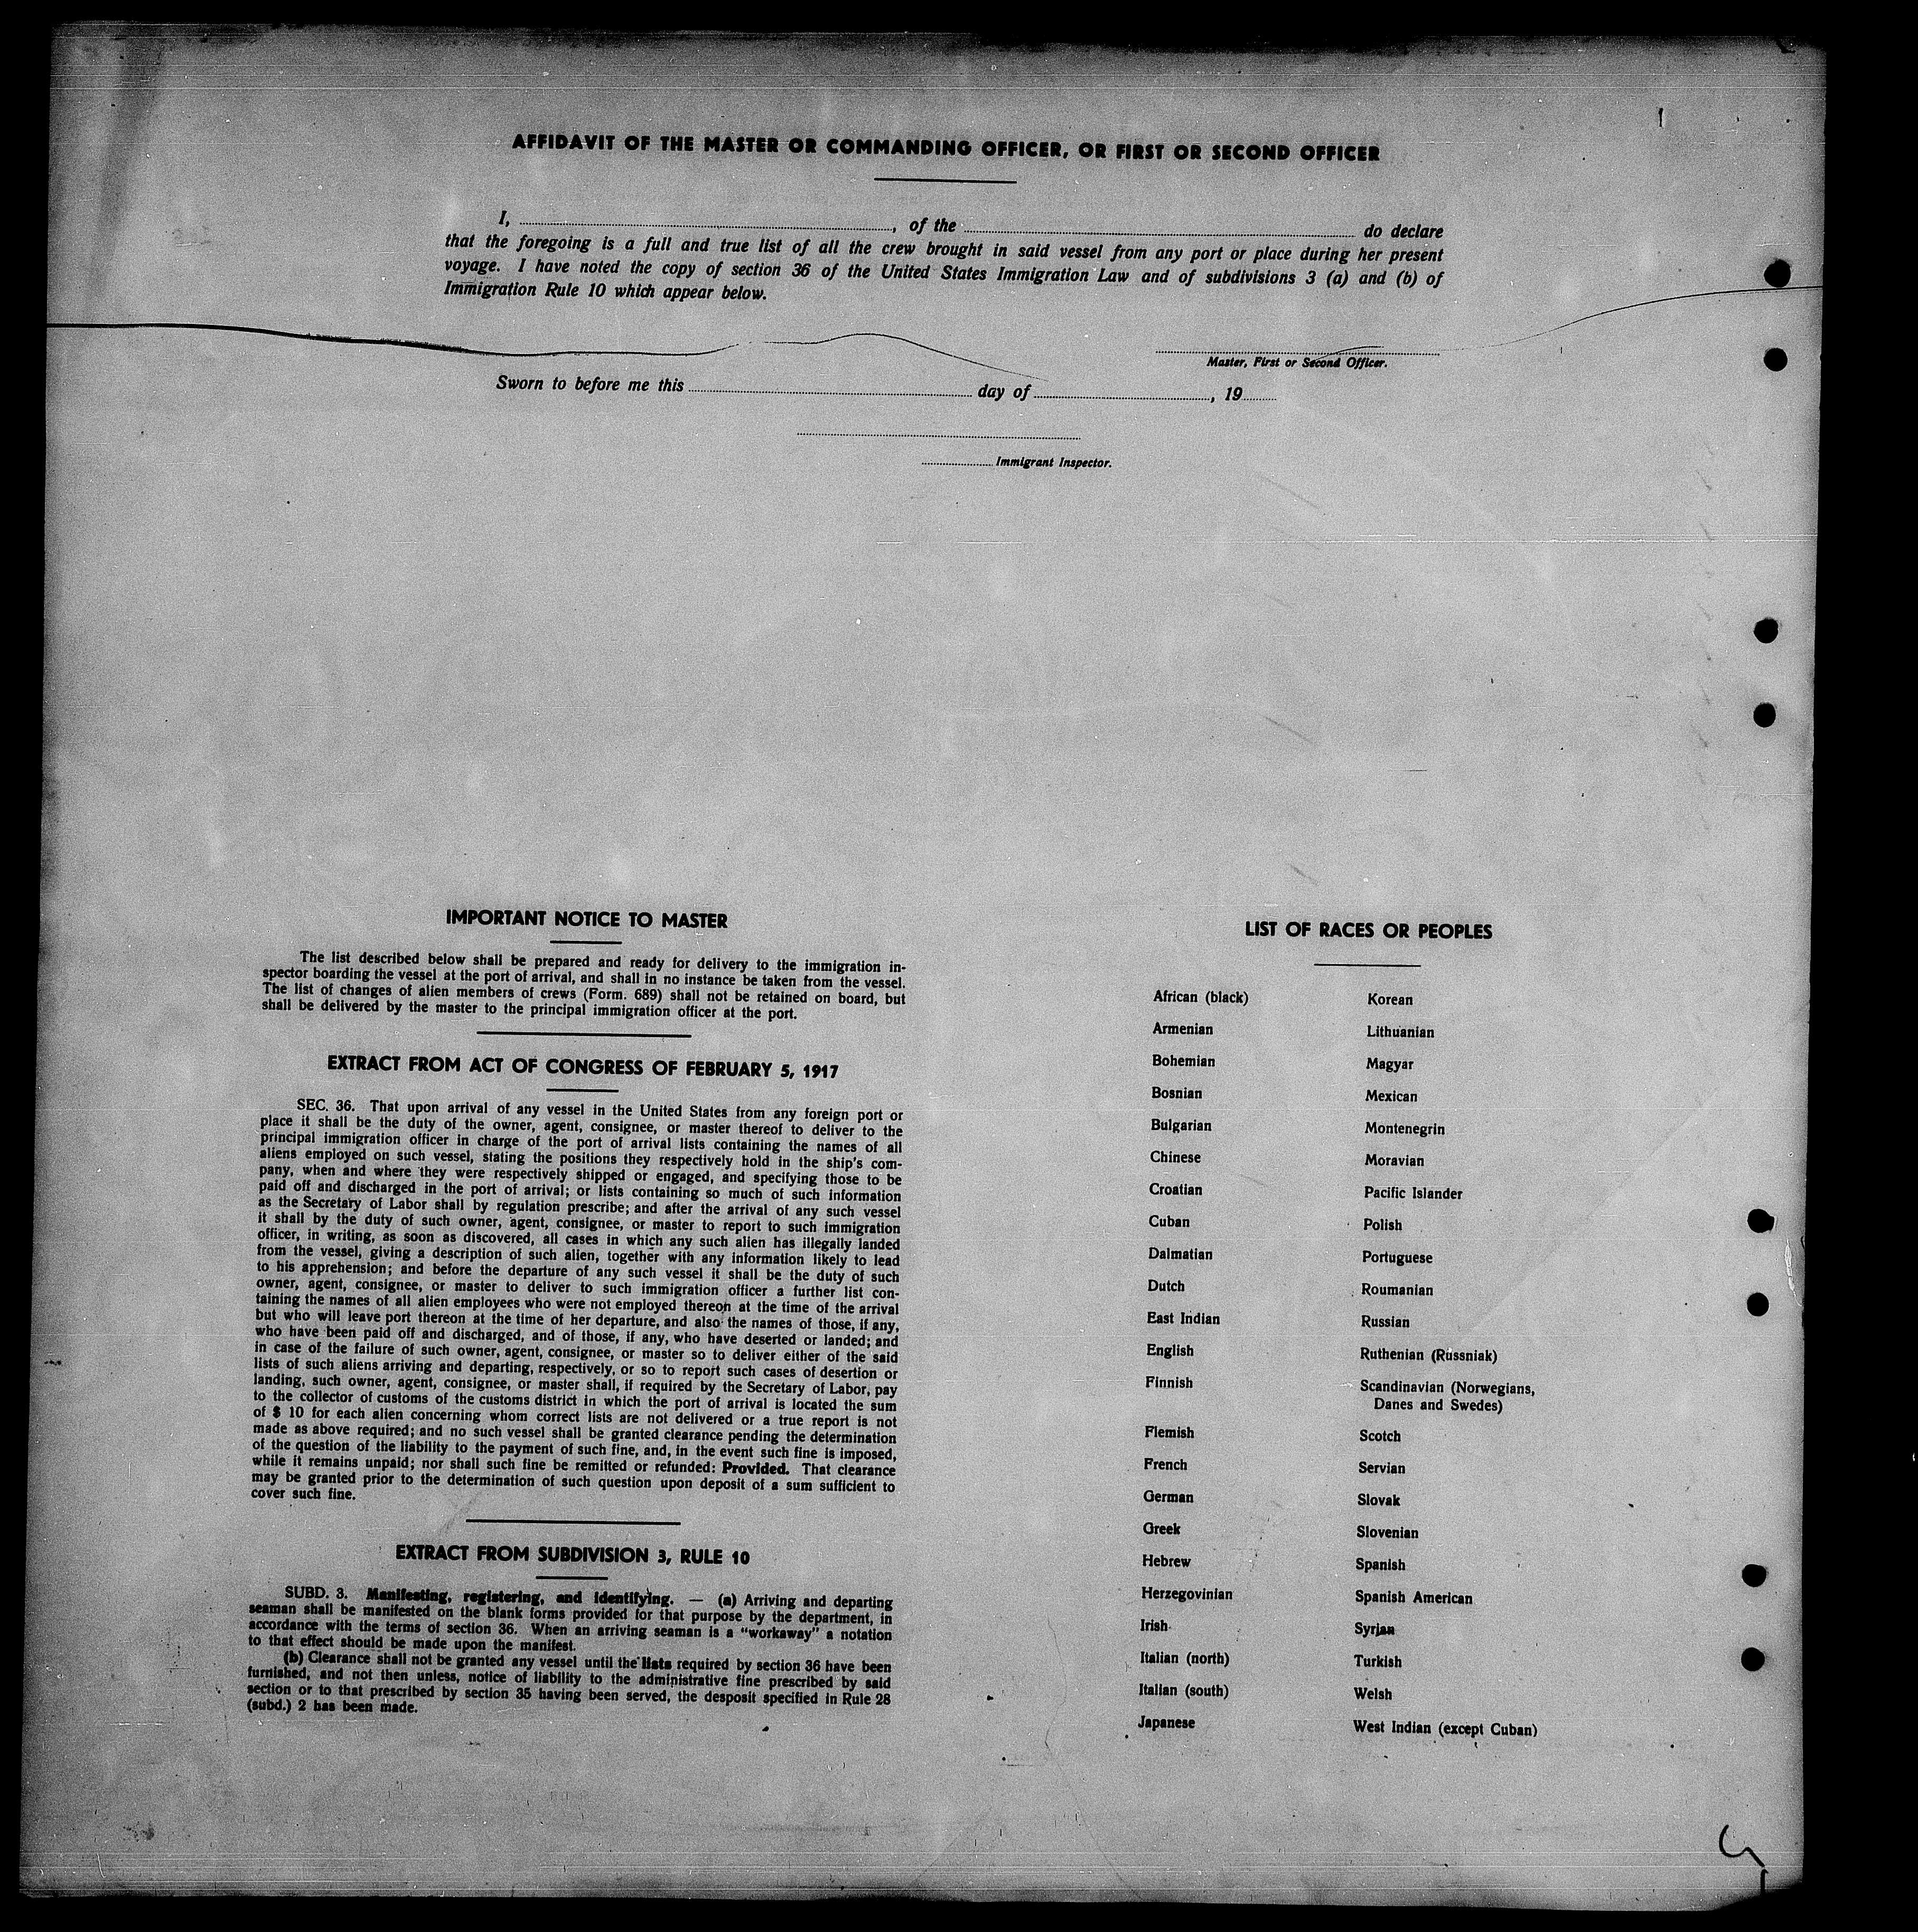 AFFIDAVIT OF THE MASTER OR COMMANDING OFFICER, OR FIRST OR SECOND OFFICER
I, , of the do declare
that the foregoing is a full and true list of all the crew brought in said vessel from any port or place during her present
voyage. I have noted the copy of section 36 of the United States Immigration Law and of subdivisions 3 (a) and (b) of
Immigration Rule 10 which appear below.
Master, First or Second Officer.
Sworn to before me this day of , 19
Immigrant Inspector.
IMPORTANT NOTICE TO MASTER
The list described below shall be prepared and ready for delivery to the immigration in-
spector boarding the vessel at the port of arrival, and shall in no instance be taken from the vessel.
The list of changes of alien members of crews (Form. 689) shall not be retained on board, but
shall be delivered by the master to the principal immigration officer at the port.
EXTRACT FROM ACT OF CONGRESS OF FEBRUARY 5, 1917
SEC. 36. That upon arrival of any vessel in the United States from any foreign port or
place it shall be the duty of the owner, agent, consignee, or master thereof to deliver to the
principal immigration officer in charge of the port of arrival lists containing the names of all
aliens employed on such vessel, stating the positions they respectively hold in the ship's com-
pany, when and where they were respectively shipped or engaged, and specifying those to be
paid off and discharged in the port of arrival; or lists containing so much of such information
as the Secretary of Labor shall by regulation prescribe; and after the arrival of any such vessel
it shall by the duty of such owner, agent, consignee, or master to report to such immigration
officer, in writing, as soon as discovered, all cases in which any such alien has illegally landed
from the vessel, giving a description of such alien, together with any information likely to lead
to his apprehension; and before the departure of any such vessel it shall be the duty of such
owner, agent, consignee, or master to deliver to such immigration officer a further list con-
taining the names of all alien employees who were not employed thereon at the time of the arrival
but who will leave port thereon at the time of her departure, and also the names of those, if any,
who have been paid off and discharged, and of those, if any, who have deserted or landed; and
in case of the failure of such owner, agent, consignee, or master so to deliver either of the said
lists of such aliens arriving and departing, respectively, or so to report such cases of desertion or
landing, such owner, agent, consignee, or master shall, if required by the Secretary of Labor, pay
to the collector of customs of the customs district in which the port of arrival is located the sum
of $ 10 for each alien concerning whom correct lists are not delivered or a true report is not
made as above required; and no such vessel shall be granted clearance pending the determination
of the question of the liability to the payment of such fine, and, in the event such fine is imposed,
while it remains unpaid; nor shall such fine be remitted or refunded: Provided. That clearance
may be granted prior to the determination of such question upon deposit of a sum sufficient to
cover such fine.
EXTRACT FROM SUBDIVISION 3, RULE 10
SUBD. 3. Manifesting, registering, and identifying. — (a) Arriving and departing
seaman shall be manifested on the blank forms provided for that purpose by the department, in
accordance with the terms of section 36. When an arriving seaman is a "workaway" a notation
to that effect should be made upon the manifest.
(b) Clearance shall not be granted any vessel until the lists required by section 36 have been
furnished, and not then unless, notice of liability to the administrative fine prescribed by said
section or to that prescribed by section 35 having been served, the desposit specified in Rule 28
(subd.) 2 has been made.
LIST OF RACES OR PEOPLES
African (black) Korean
Armenian Lithuanian
Bohemian Magyar
Bosnian Mexican
Bulgarian Montenegrin
Chinese Moravian
Croatian Pacific Islander
Cuban Polish
Dalmatian Portuguese
Dutch Roumanian
East Indian Russian
English Ruthenian (Russniak)
Finnish Scandinavian (Norwegians,
Danes and Swedes)
Flemish Scotch
French Servian
German Slovak
Greek Slovenian
Hebrew Spanish
Herzegovinian Spanish American
Irish Syrian
Italian (north) Turkish
Italian (south) Welsh
Japanese West Indian (except Cuban)